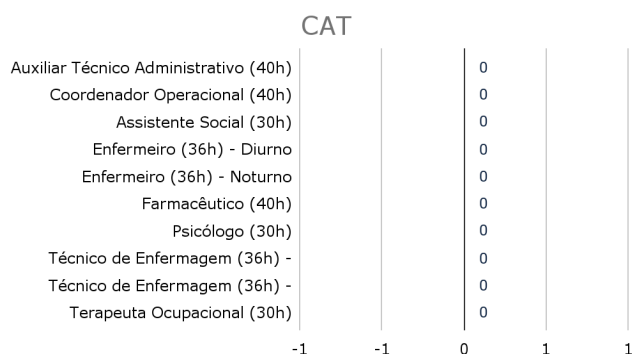 CAT
Auxiliar Técnico Administrativo (40h) 0
Coordenador Operacional (40h) 0
Assistente Social (30h) 0
Enfermeiro (36h) - Diurno 0
Enfermeiro (36h) - Noturno 0
Farmacêutico (40h) 0
Psicólogo (30h) 0
Técnico de Enfermagem (36h) - 0
Técnico de Enfermagem (36h) - 0
Terapeuta Ocupacional (30h) 0
-1 -1 0 1 1